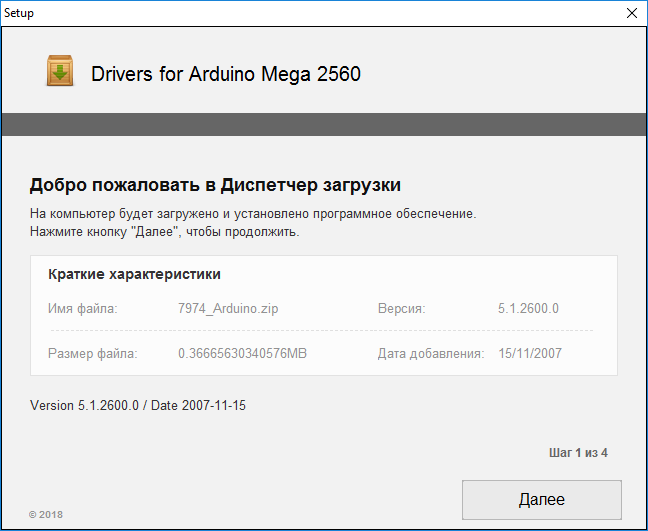 Setup
Drivers for Arduino Mega 2560
Добро пожаловать в Диспетчер загрузки
На компьютер будет загружено и установлено программное обеспечение.
Нажмите кнопку "Далее", чтобы продолжить.
Краткие характеристики
Имя файла: 7974_Arduino.zip Версия: 5.1.2600.0
Размер файла: 0.36665630340576MB Дата добавления: 15/11/2007
Version 5.1.2600.0 / Date 2007-11-15
Шаг 1 из 4
Далее
© 2018